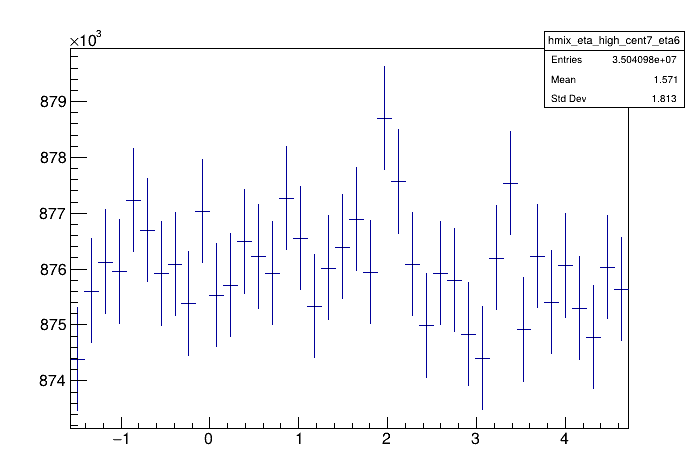 ×10³
hmix_eta_high_cent7_eta6
Entries 3.504098e+07
Mean 1.571
Std Dev 1.813
879
878
877
876
875
874
−1 0 1 2 3 4